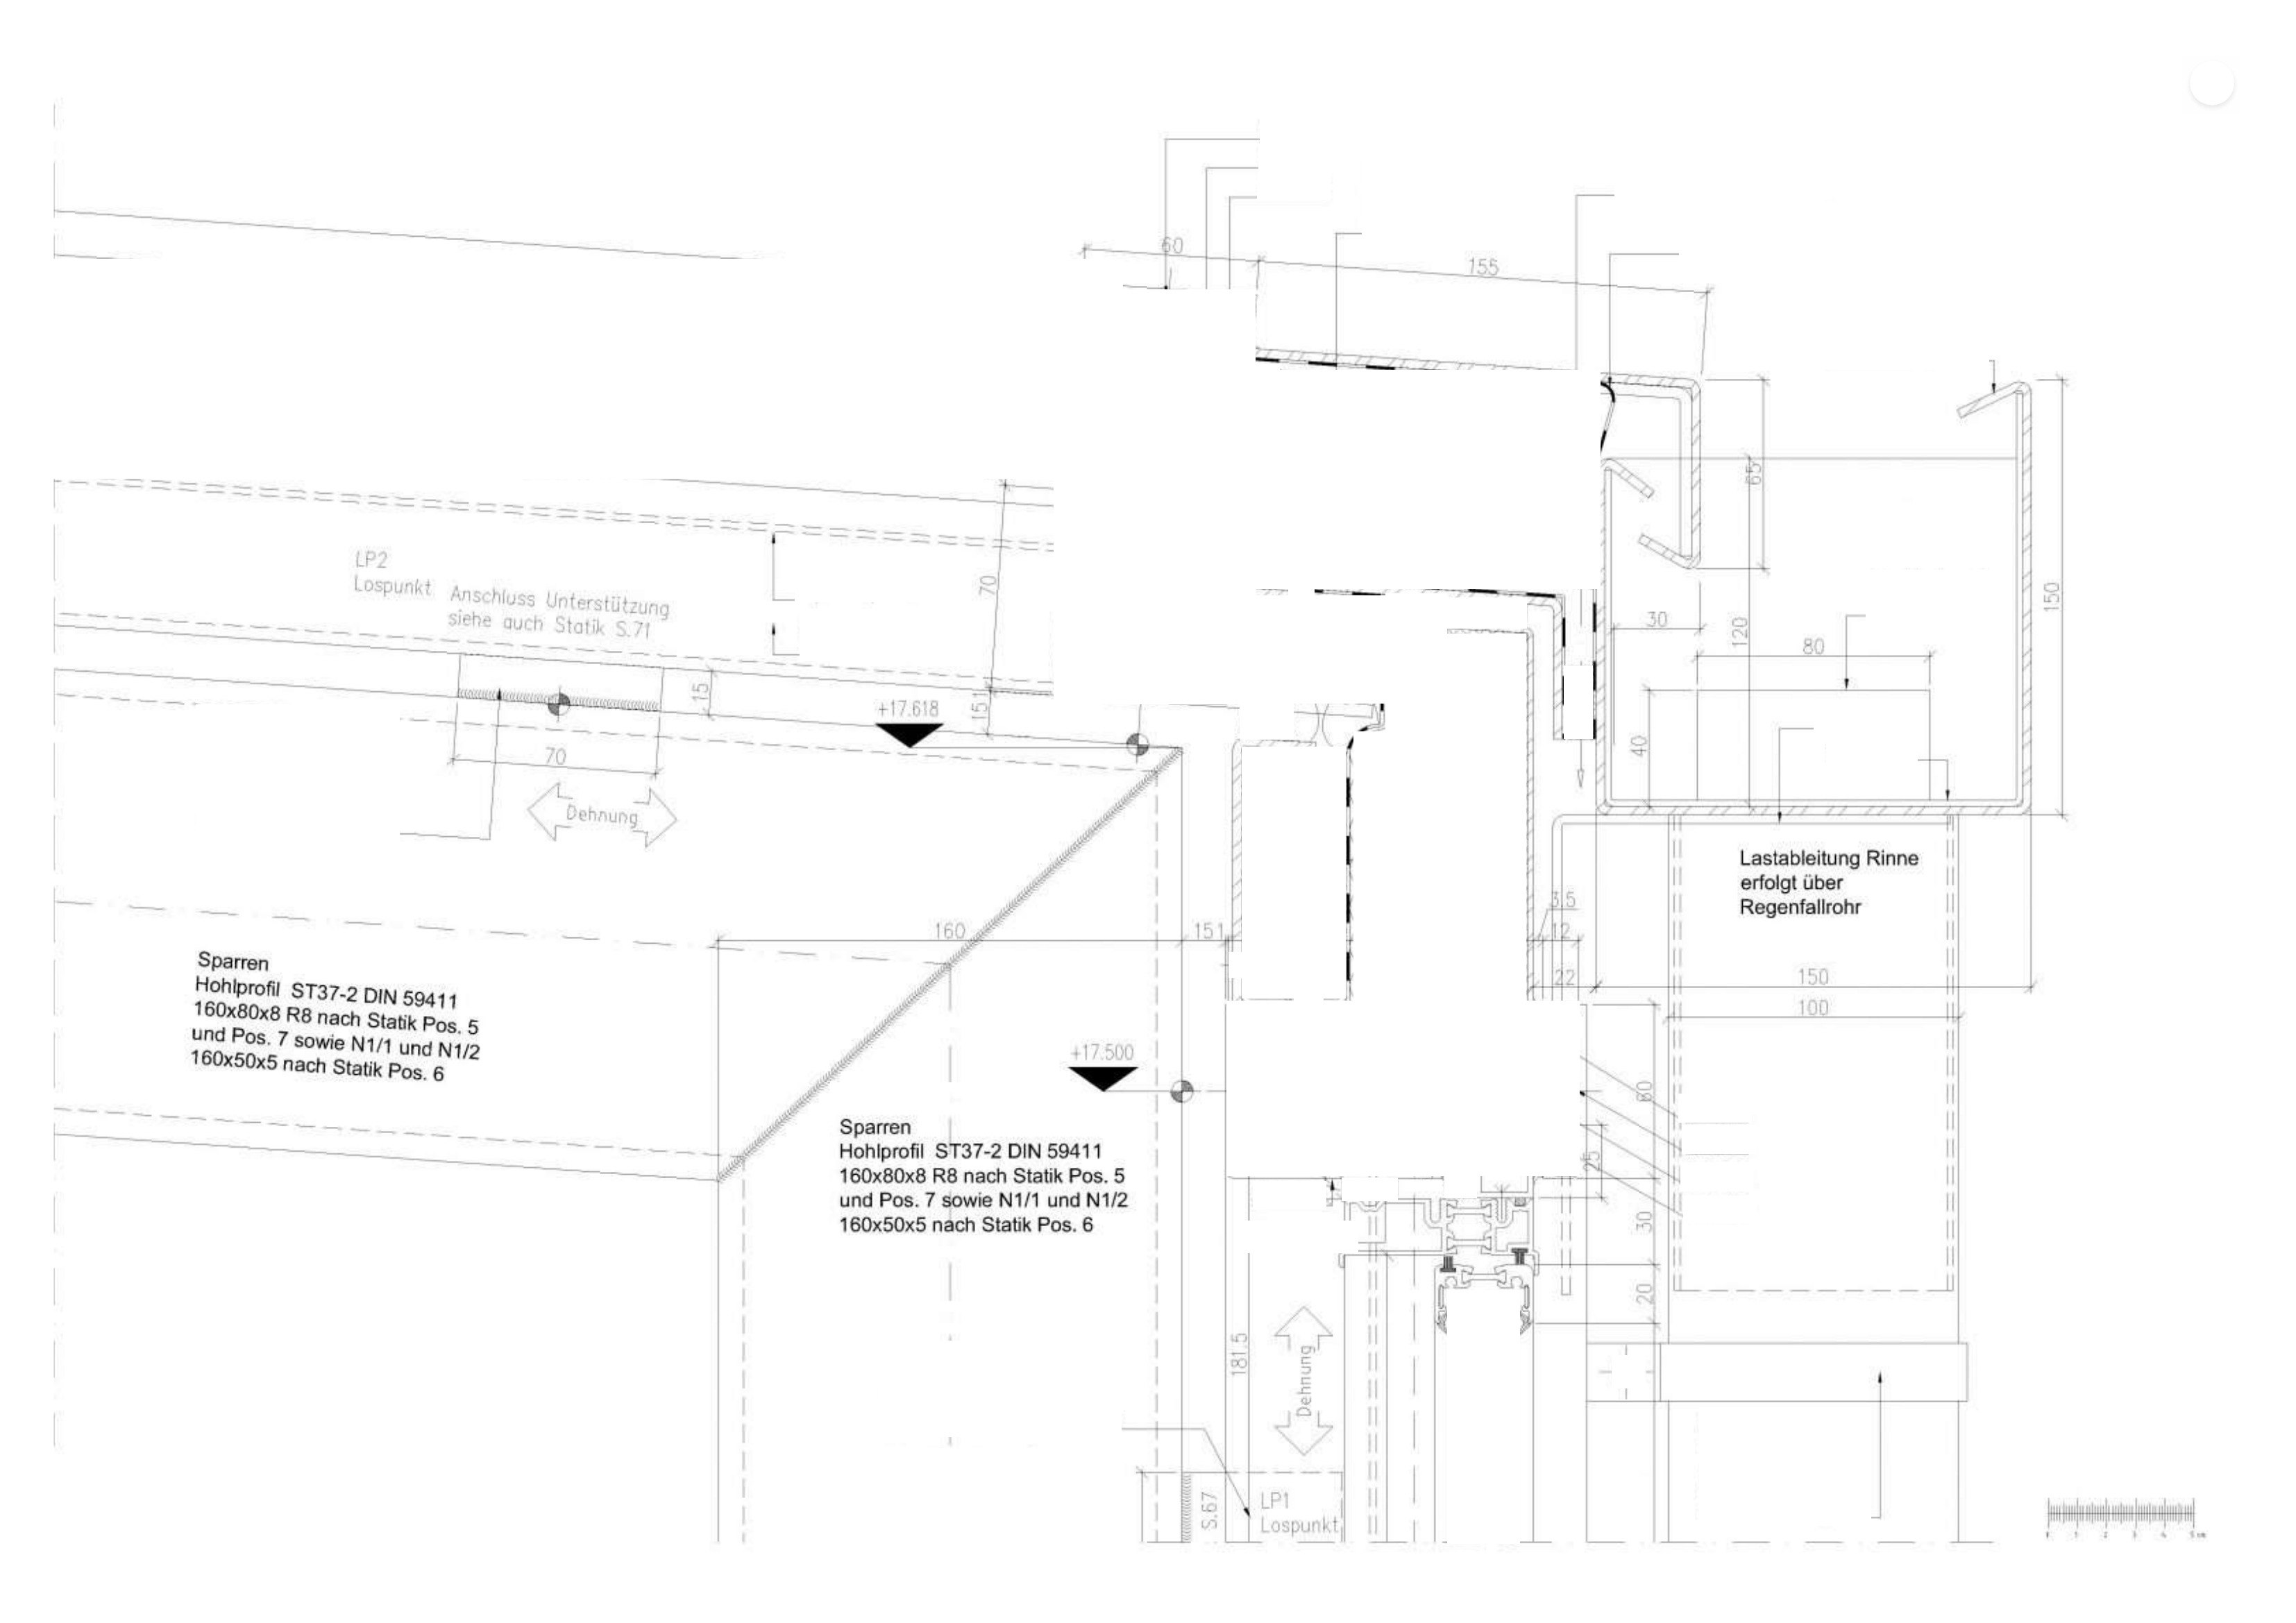 60
155
65
LP2
Lospunkt
Anschluss Unterstützung
siehe auch Statik S.71
70
150
30
120
80
15
+17.618
151
40
70
Dehnung
Lastableitung Rinne
erfolgt über
Regenfallrohr
3.5
160
151
12
Sparren
Hohlprofil ST37-2 DIN 59411
160x80x8 R8 nach Statik Pos. 5
und Pos. 7 sowie N1/1 und N1/2
160x50x5 nach Statik Pos. 6
22
150
100
+17.500
60
Sparren
Hohlprofil ST37-2 DIN 59411
160x80x8 R8 nach Statik Pos. 5
und Pos. 7 sowie N1/1 und N1/2
160x50x5 nach Statik Pos. 6
25
30
20
181.5
Dehnung
S.67
LP1
Lospunkt